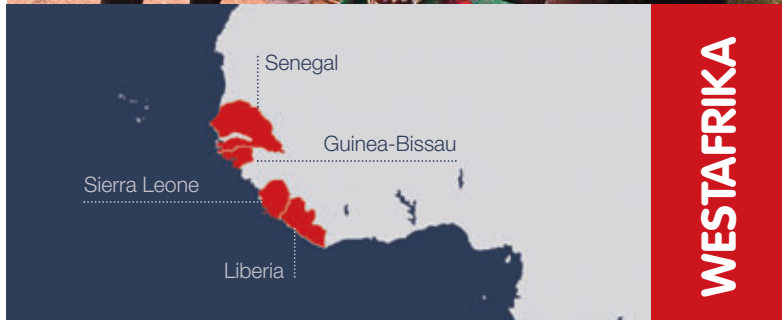 Senegal
Guinea-Bissau
Sierra Leone
Liberia
WESTAFRIKA